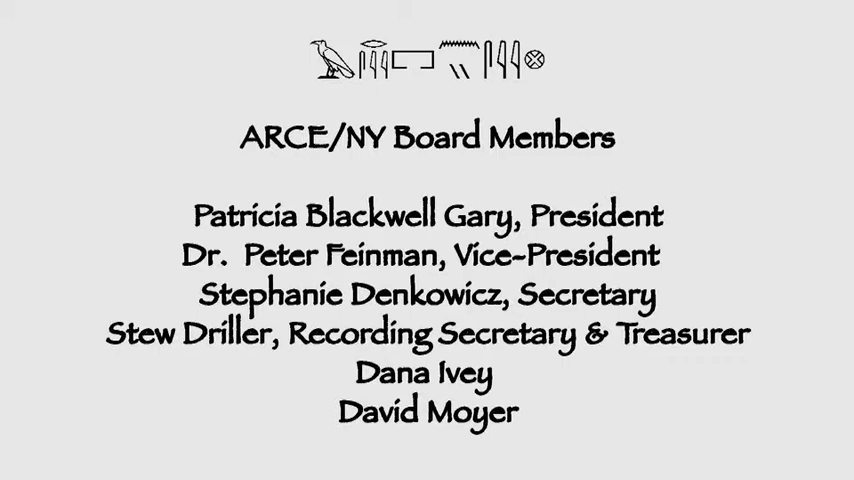 ARCE/NY Board Members
Patricia Blackwell Gary, President
Dr. Peter Feinman, Vice-President
Stephanie Denkowicz, Secretary
Stew Driller, Recording Secretary & Treasurer
Dana Ivey
David Moyer